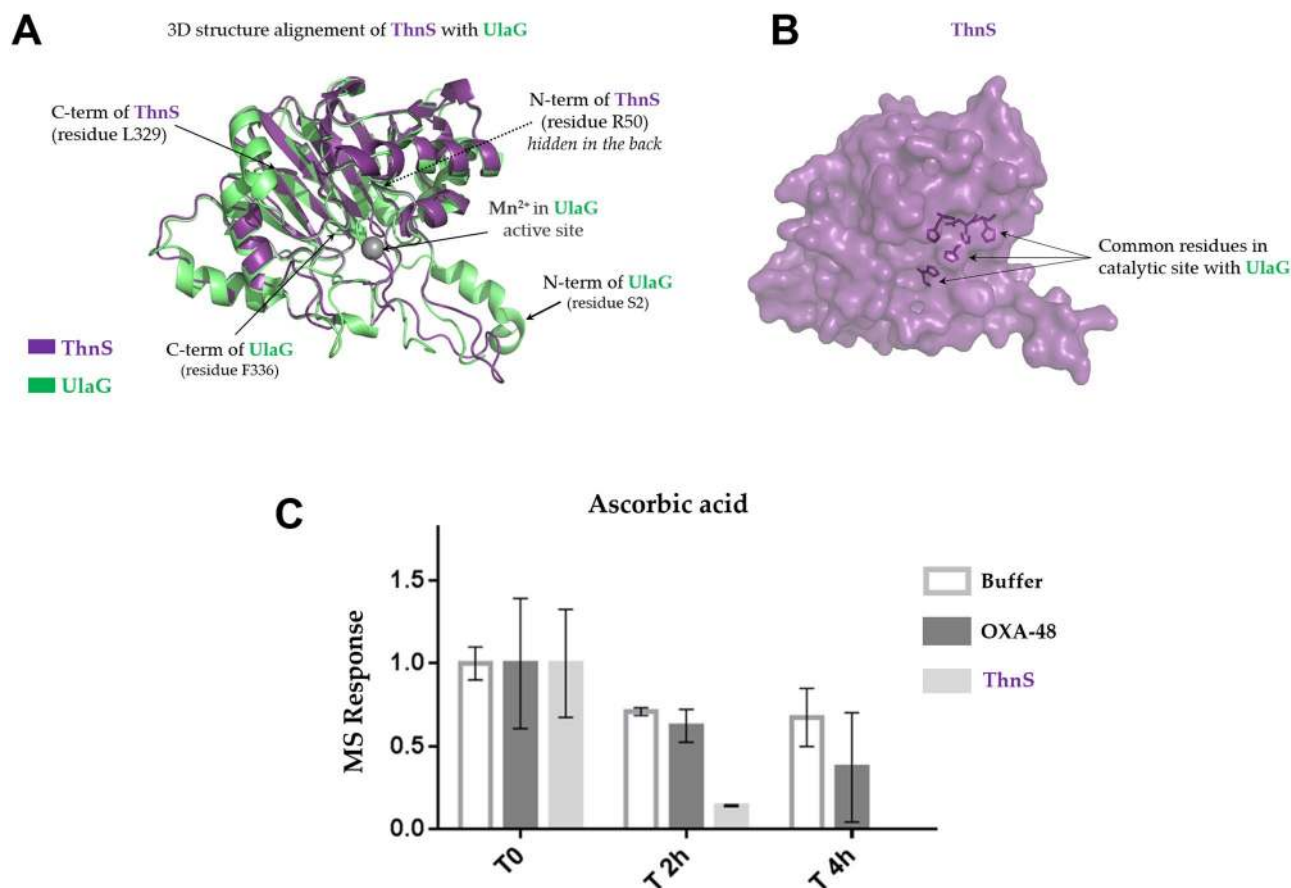 A
3D structure alignement of ThnS with UlaG
C-term of ThnS
(residue L329)
N-term of ThnS
(residue R50)
hidden in the back
Mn²⁺ in UlaG
active site
N-term of UlaG
(residue S2)
C-term of UlaG
(residue F336)
ThnS
UlaG
B
ThnS
Common residues in
catalytic site with UlaG
C
Ascorbic acid
MS Response
1.5
1.0
0.5
0.0
T0
T 2h
T 4h
Buffer
OXA-48
ThnS